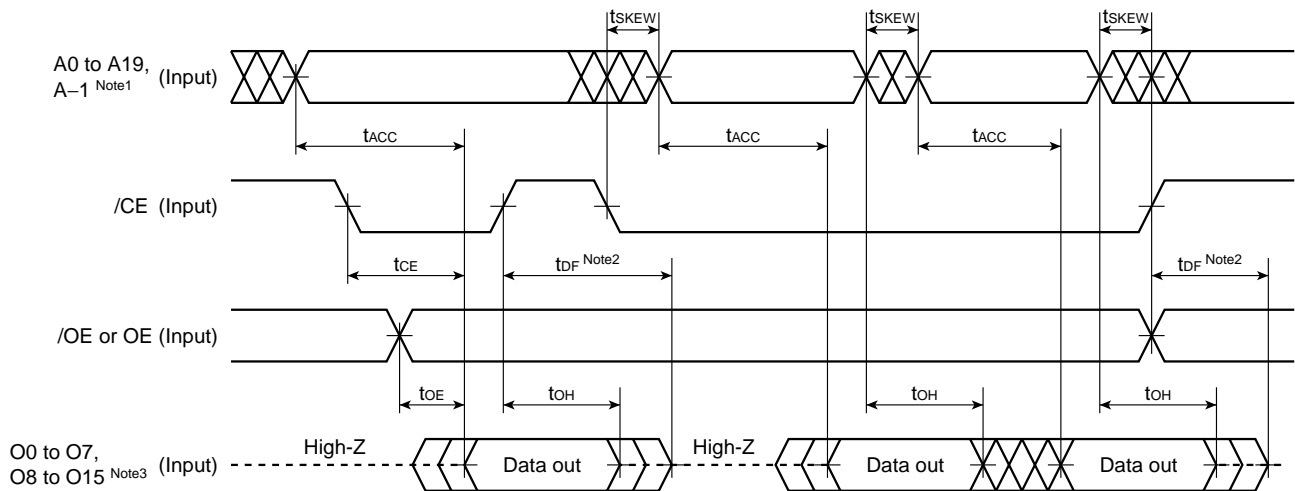 tSKEW tSKEW tSKEW
A0 to A19,
A−1 Note1 (Input)
tACC tACC tACC
/CE (Input)
tCE tDF Note2 tDF Note2
/OE or OE (Input)
tOE tOH tOH tOH
O0 to O7,
O8 to O15 Note3 (Input)
High-Z Data out High-Z Data out Data out